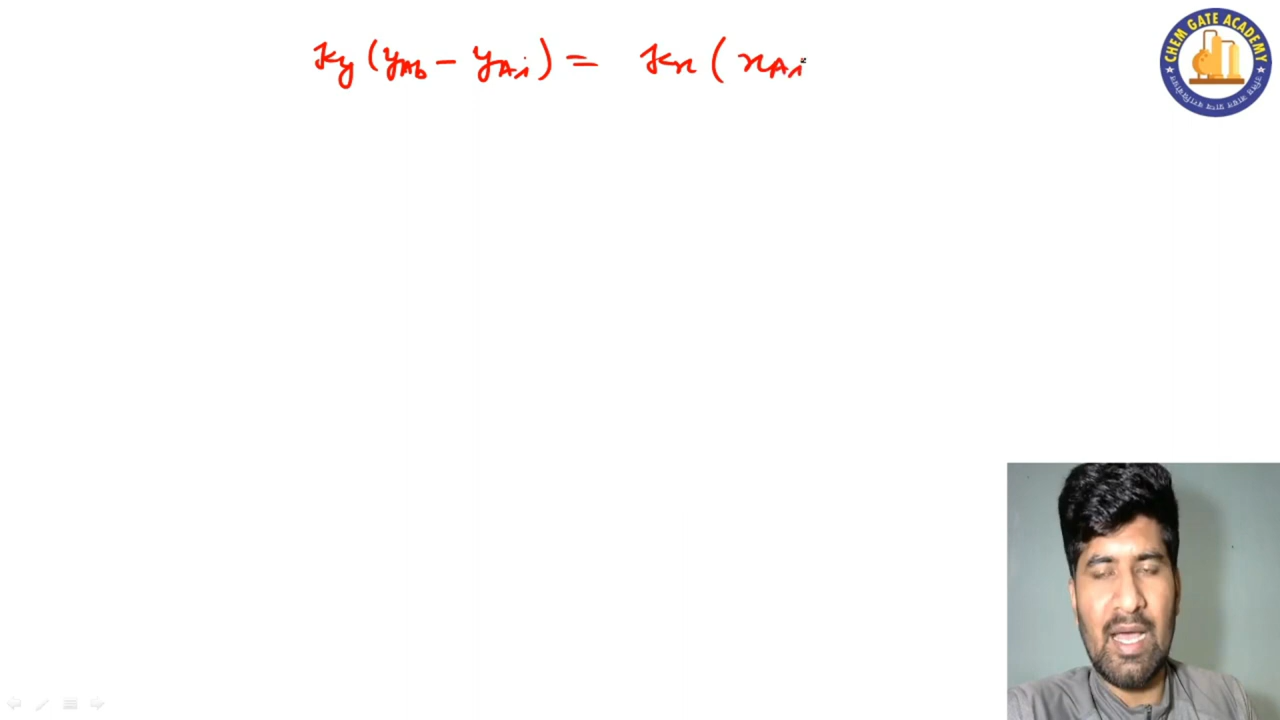 ky (yAb - yAi) = kx (xAi
CHEM GATE ACADEMY